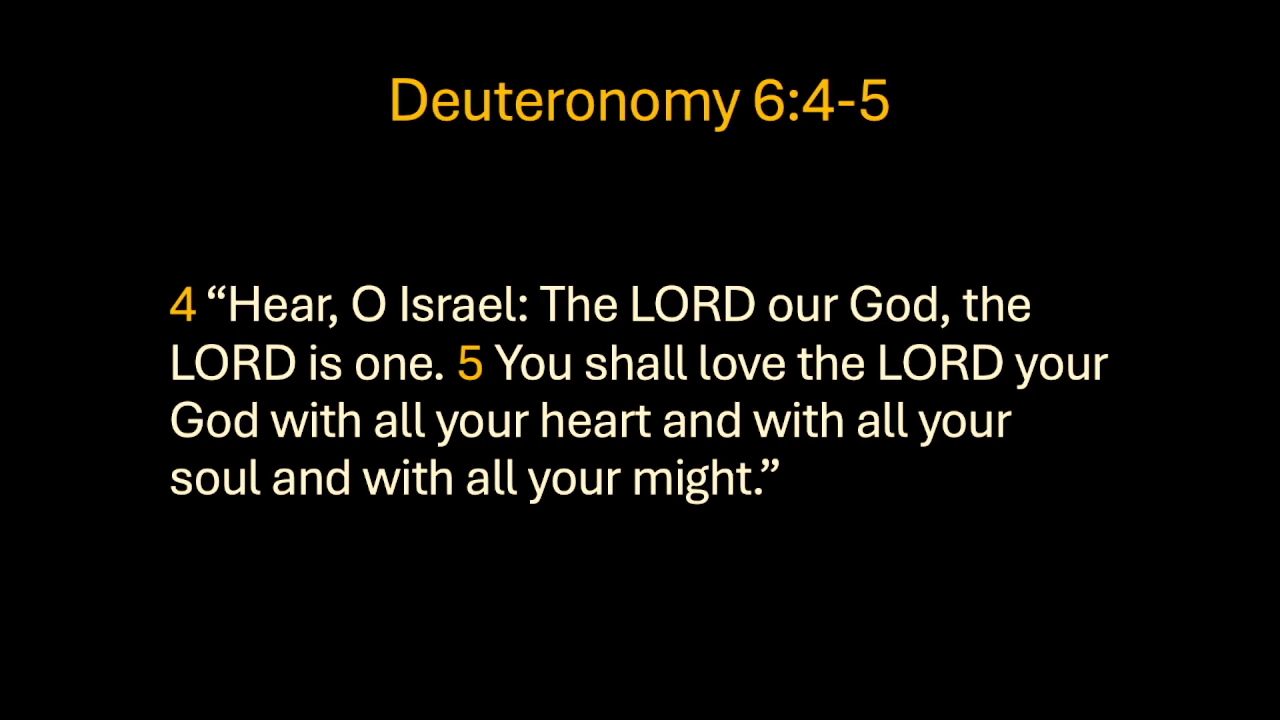 Deuteronomy 6:4-5
4 “Hear, O Israel: The LORD our God, the
LORD is one. 5 You shall love the LORD your
God with all your heart and with all your
soul and with all your might.”